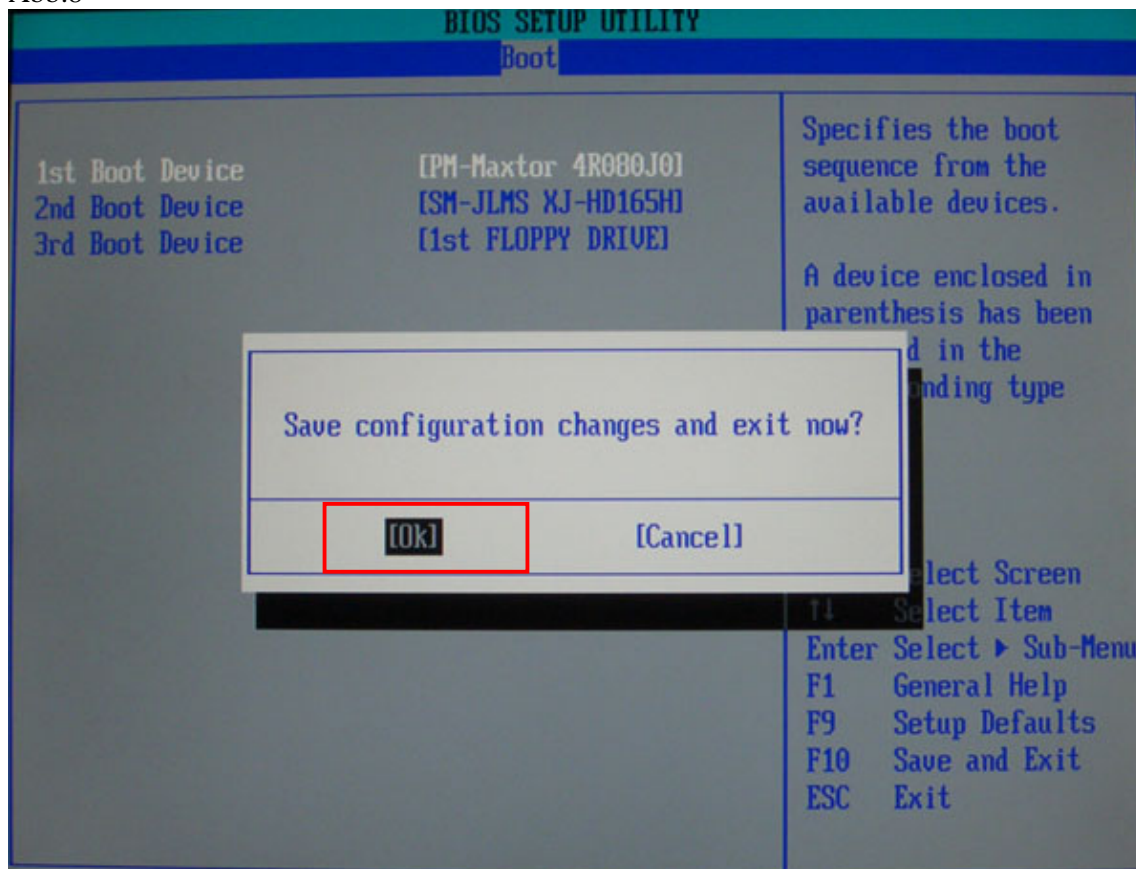 BIOS SETUP UTILITY
Boot
1st Boot Device [PM-Maxtor 4R080J0]
2nd Boot Device [SM-JLMS XJ-HD165H]
3rd Boot Device [1st FLOPPY DRIVE]
Specifies the boot
sequence from the
available devices.
A device enclosed in
parenthesis has been
d in the
nding type
Save configuration changes and exit now?
[Ok] [Cancel]
lect Screen
↑↓ Select Item
Enter Select ► Sub-Menu
F1 General Help
F9 Setup Defaults
F10 Save and Exit
ESC Exit